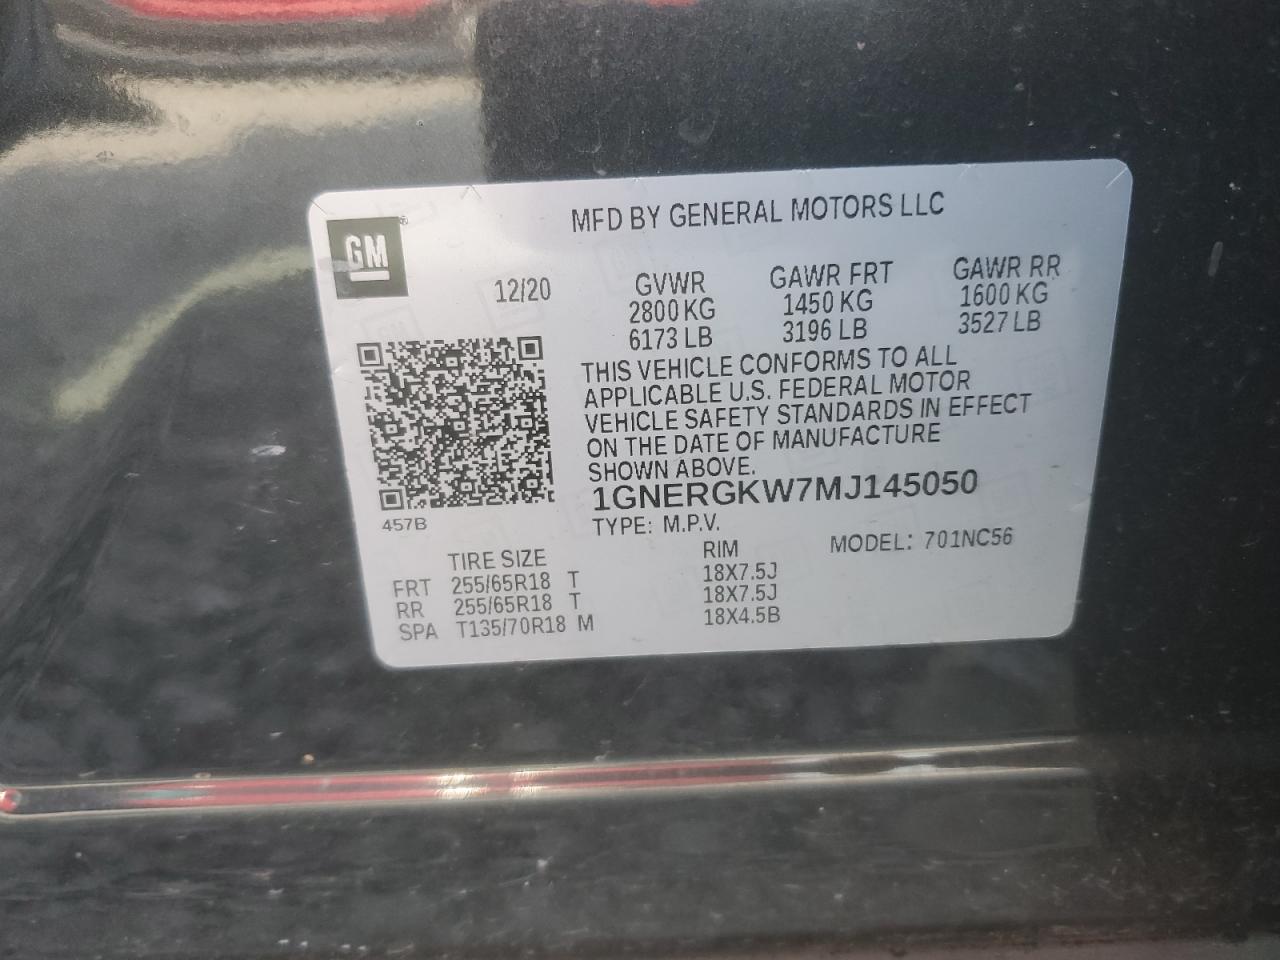 MFD BY GENERAL MOTORS LLC
GM®
12/20 GVWR GAWR FRT GAWR RR
2800 KG 1450 KG 1600 KG
6173 LB 3196 LB 3527 LB
THIS VEHICLE CONFORMS TO ALL
APPLICABLE U.S. FEDERAL MOTOR
VEHICLE SAFETY STANDARDS IN EFFECT
ON THE DATE OF MANUFACTURE
SHOWN ABOVE.
1GNERGKW7MJ145050
457B
TYPE: M.P.V.
MODEL: 701NC56
TIRE SIZE RIM
FRT 255/65R18 T 18X7.5J
RR 255/65R18 T 18X7.5J
SPA T135/70R18 M 18X4.5B